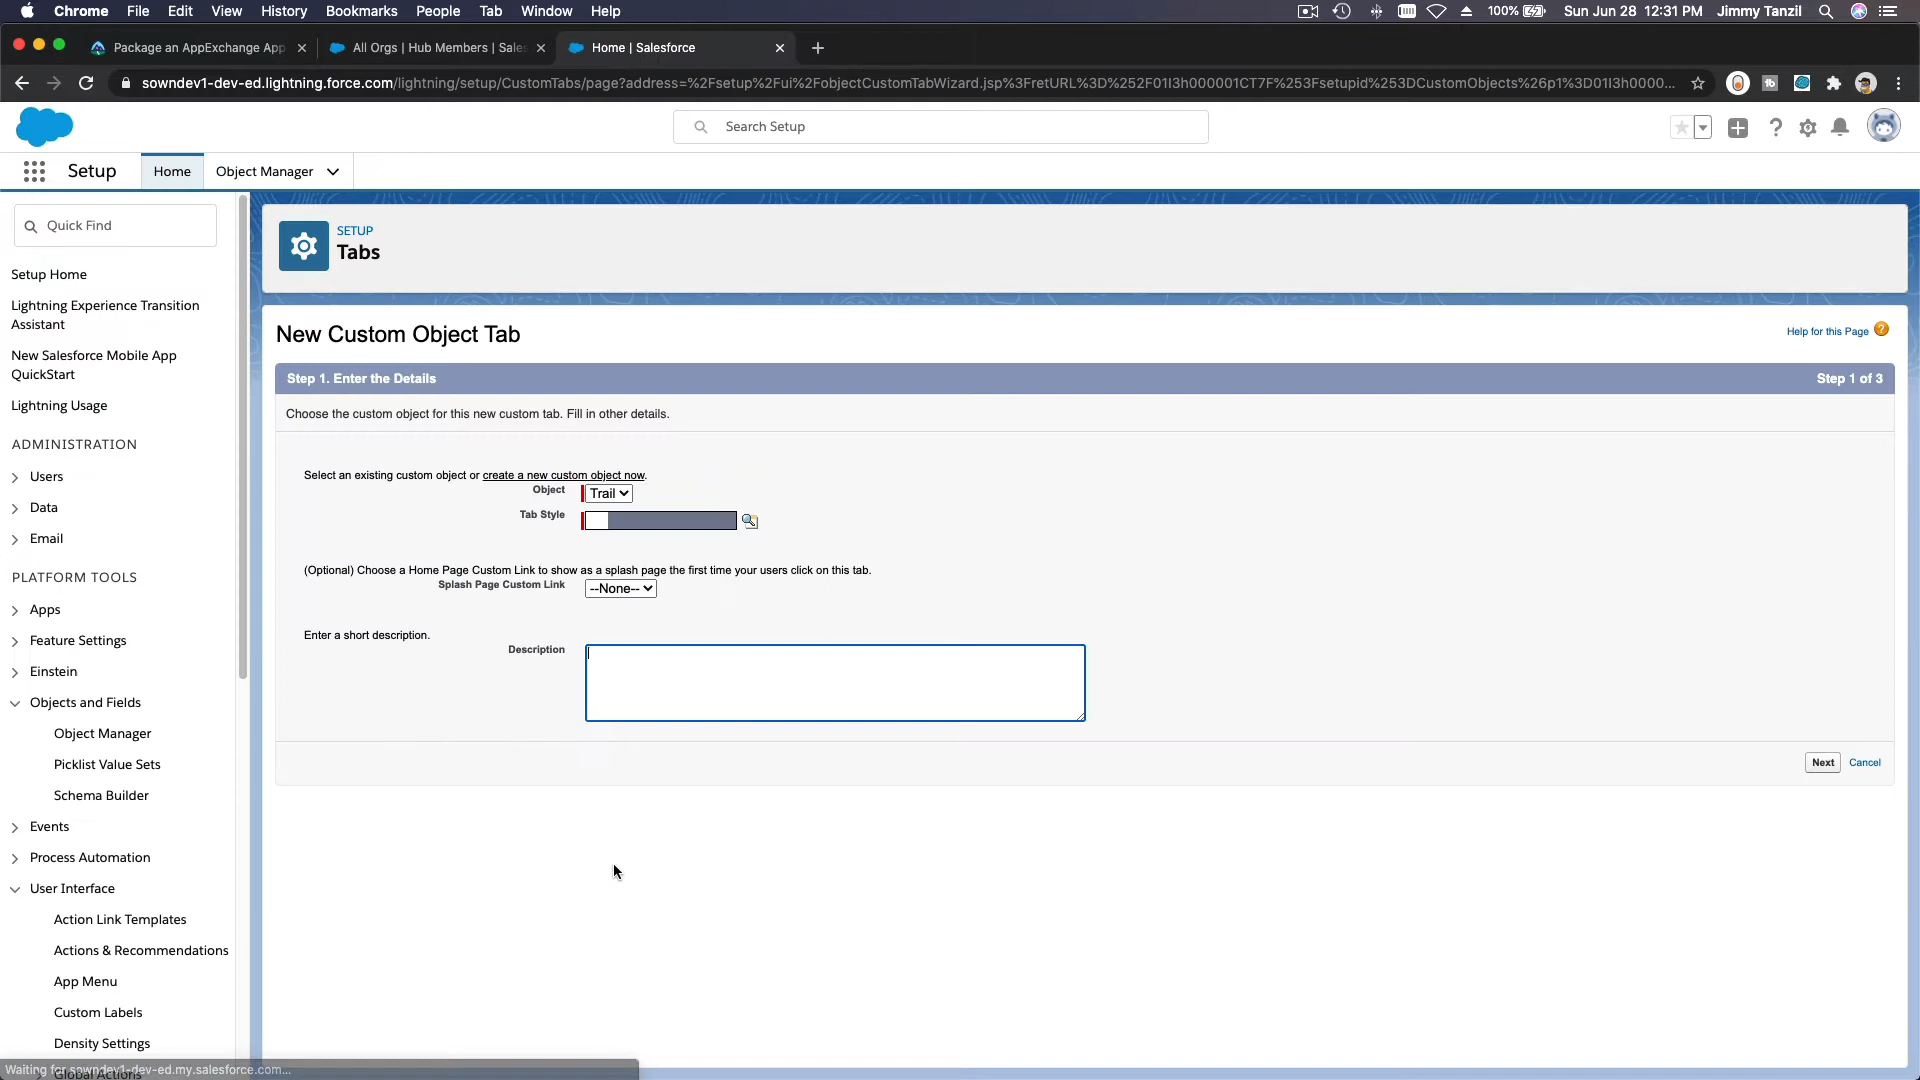 Chrome File Edit View History Bookmarks People Tab Window Help 100% Sun Jun 28 12:31 PM Jimmy Tanzil
Package an AppExchange App All Orgs | Hub Members | Sales Home | Salesforce
sowndev1-dev-ed.lightning.force.com/lightning/setup/CustomTabs/page?address=%2Fsetup%2Fui%2FobjectCustomTabWizard.jsp%3FretURL%3D%252F01I3h000001CT7F%253Fsetupid%253DCustomObjects%26p1%3D01I3h0000...
Search Setup
Setup Home Object Manager
Quick Find
Setup Home
Lightning Experience Transition
Assistant
New Salesforce Mobile App
QuickStart
Lightning Usage
ADMINISTRATION
Users
Data
Email
PLATFORM TOOLS
Apps
Feature Settings
Einstein
Objects and Fields
Object Manager
Picklist Value Sets
Schema Builder
Events
Process Automation
User Interface
Action Link Templates
Actions & Recommendations
App Menu
Custom Labels
Density Settings
Global Actions
Waiting for sowndev1-dev-ed.my.salesforce.com...
SETUP
Tabs
New Custom Object Tab
Help for this Page
Step 1. Enter the Details Step 1 of 3
Choose the custom object for this new custom tab. Fill in other details.
Select an existing custom object or create a new custom object now.
Object Trail
Tab Style
(Optional) Choose a Home Page Custom Link to show as a splash page the first time your users click on this tab.
Splash Page Custom Link --None--
Enter a short description.
Description
Next Cancel